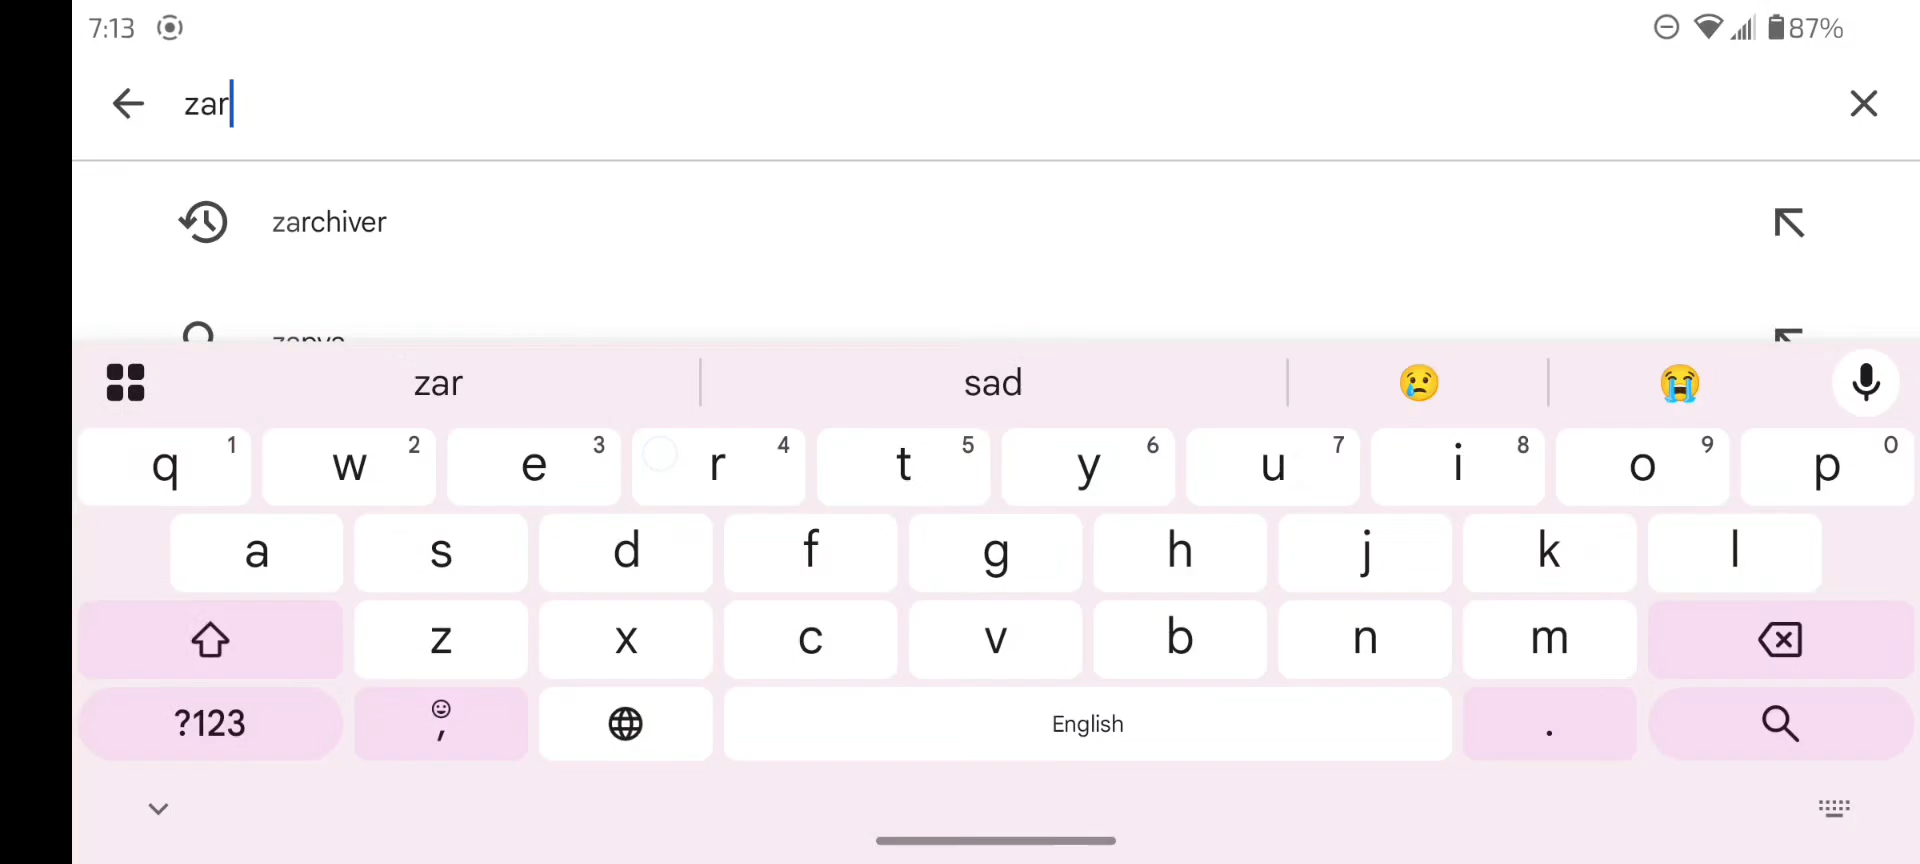 7:13 87%
zar
zarchiver
zar sad 😢 😭
q 1 w 2 e 3 r 4 t 5 y 6 u 7 i 8 o 9 p 0
a s d f g h j k l
z x c v b n m
?123 , English .